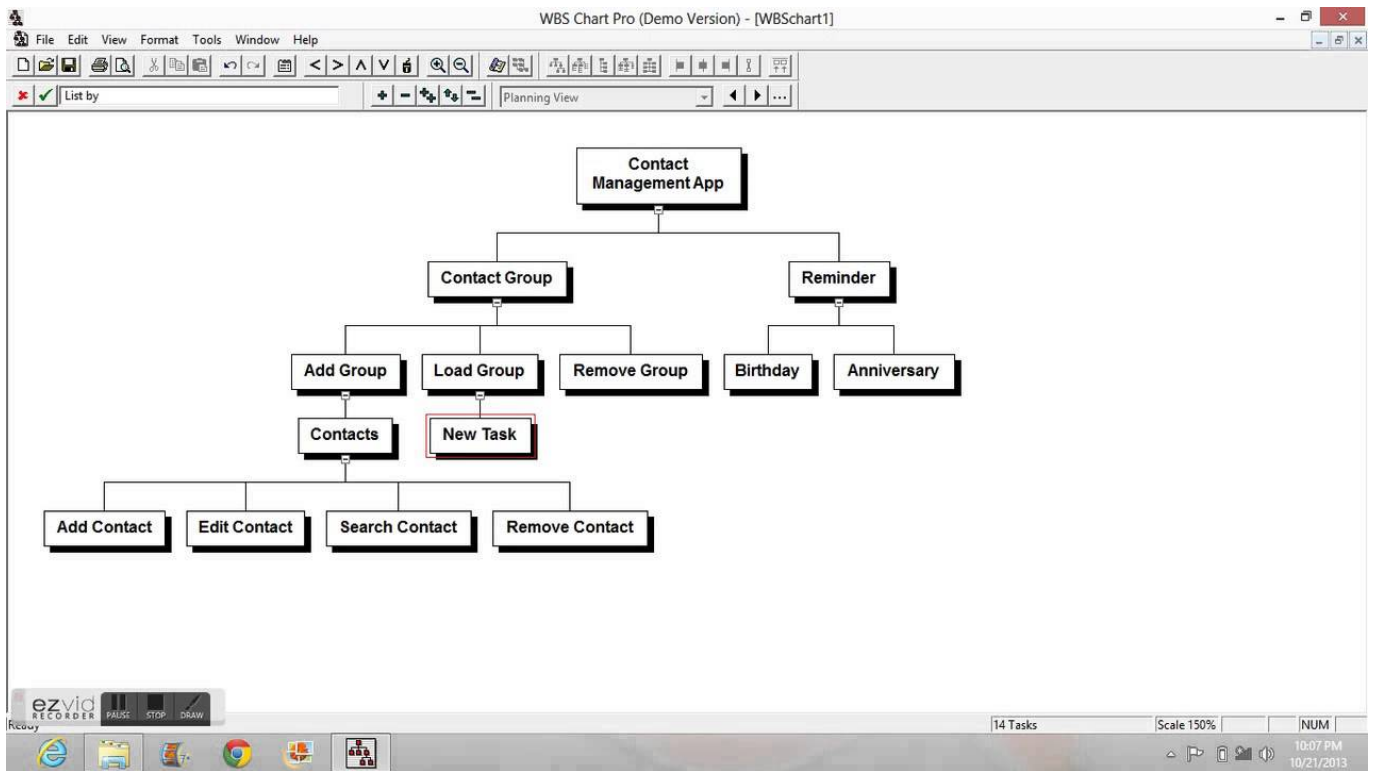 WBS Chart Pro (Demo Version) - [WBSchart1]
File Edit View Format Tools Window Help
List by
Planning View
Contact
Management App
Contact Group
Reminder
Add Group
Load Group
Remove Group
Birthday
Anniversary
Contacts
New Task
Add Contact
Edit Contact
Search Contact
Remove Contact
ezvid
RECORDER
PAUSE
STOP
DRAW
Ready
14 Tasks
Scale 150%
NUM
10:07 PM
10/21/2013